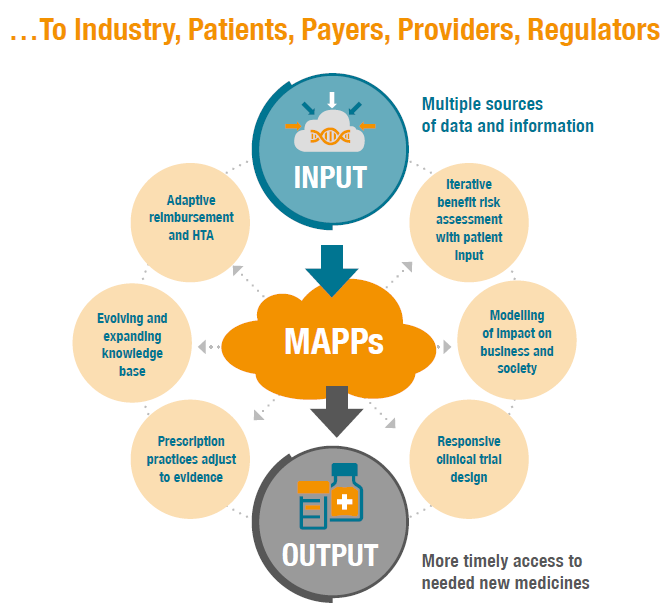 ...To Industry, Patients, Payers, Providers, Regulators
Multiple sources
of data and information
INPUT
Adaptive
reimbursement
and HTA
Iterative
benefit risk
assessment
with patient
input
Evolving and
expanding
knowledge
base
MAPPs
Modelling
of impact on
business and
society
Prescription
practices adjust
to evidence
Responsive
clinical trial
design
OUTPUT
More timely access to
needed new medicines